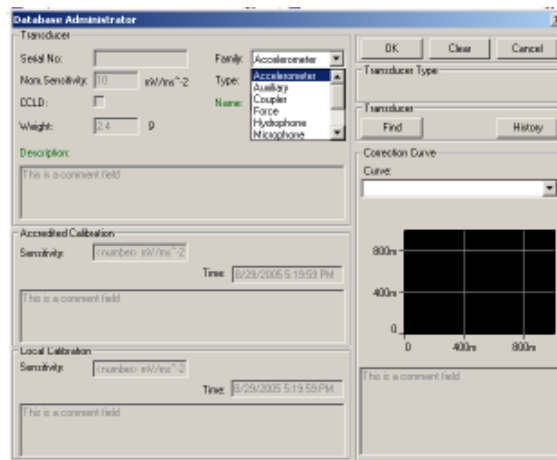 Database Administrator
Transducer
Serial No:
Family:
Accelerometer
Nom.Sensitivity:
10
mV/ms^-2
Type:
Accelerometer
Auxiliary
Coupler
Force
Hydrophone
Microphone
CCLD:
Name:
Weight:
2.4
g
Description:
This is a comment field
Accredited Calibration
Sensitivity:
<number> mV/ms^-2
Time:
8/29/2005 5:19:59 PM
This is a comment field
Local Calibration
Sensitivity:
<number> mV/ms^-2
Time:
8/29/2005 5:19:59 PM
This is a comment field
OK
Clear
Cancel
Transducer Type
Transducer
Find
History
Correction Curve
Curve:
800m
400m
0
0
400m
800m
This is a comment field